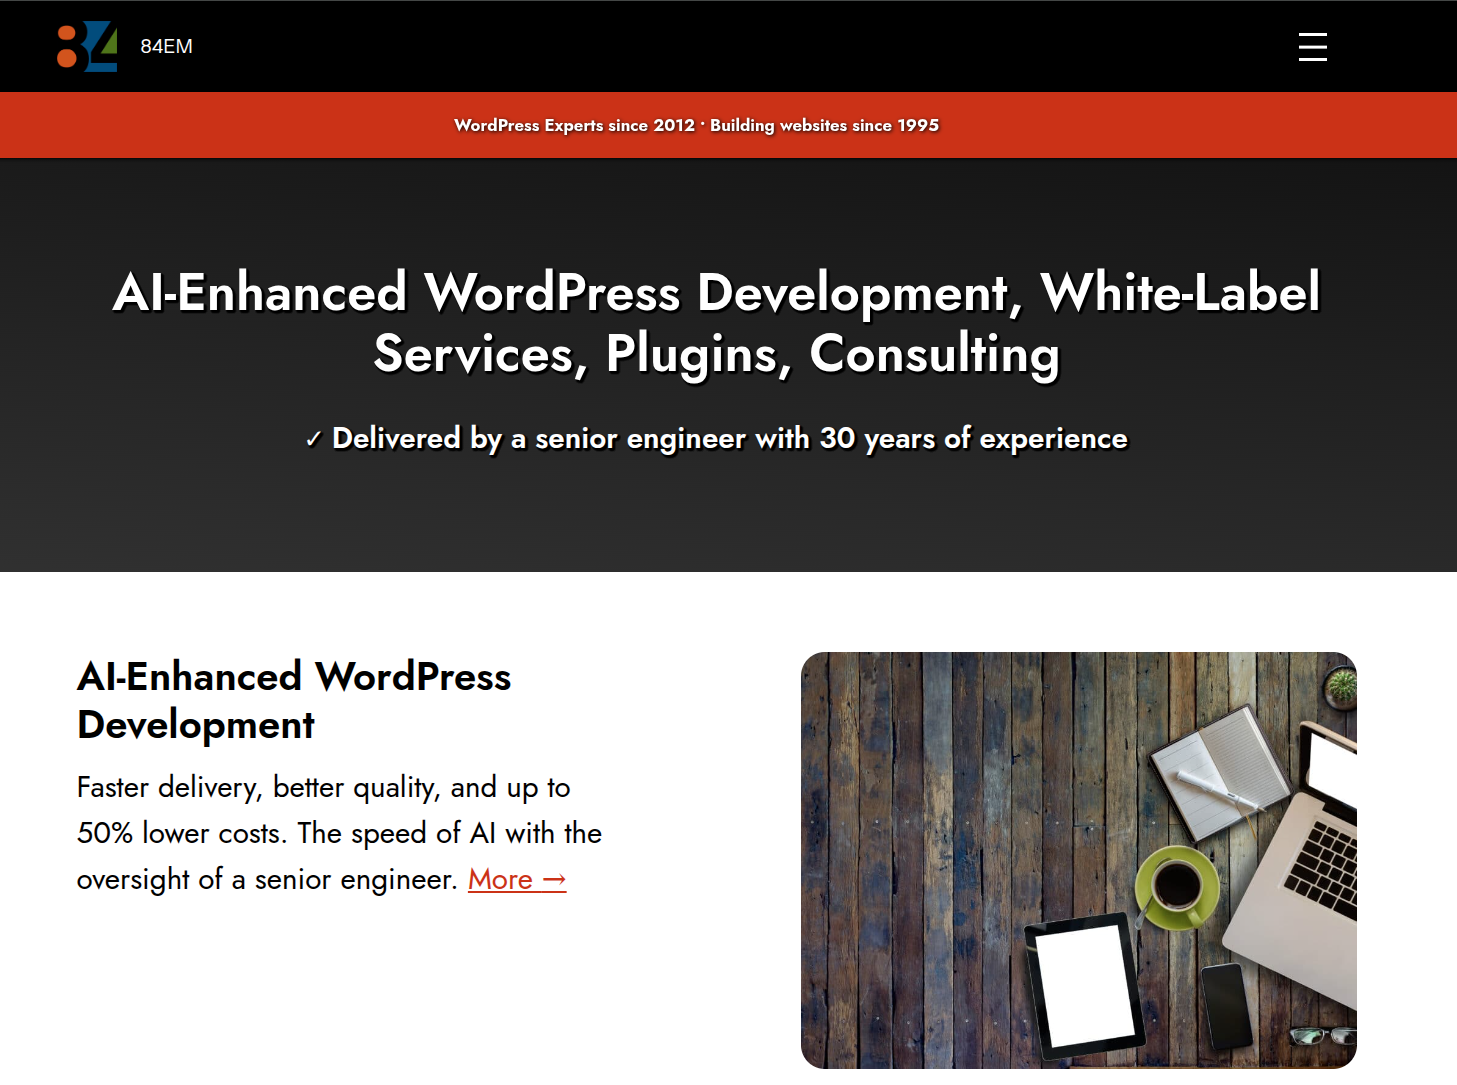 84
84EM
WordPress Experts since 2012 · Building websites since 1995
AI-Enhanced WordPress Development, White-Label
Services, Plugins, Consulting
✓ Delivered by a senior engineer with 30 years of experience
AI-Enhanced WordPress
Development
Faster delivery, better quality, and up to
50% lower costs. The speed of AI with the
oversight of a senior engineer. More →